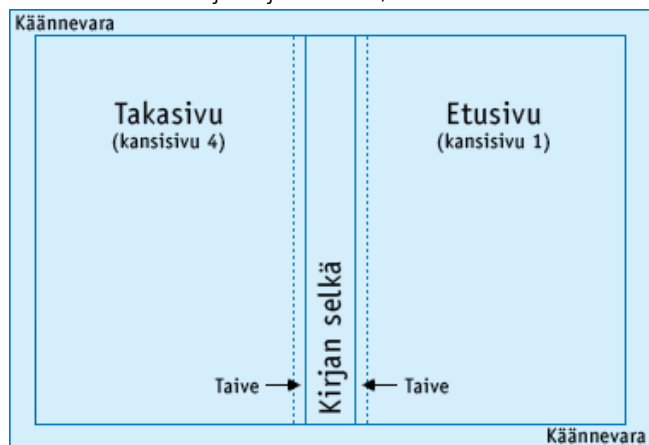 Käännevara
Takasivu
(kansisivu 4)
Etusivu
(kansisivu 1)
Kirjan selkä
Taive
Taive
Käännevara